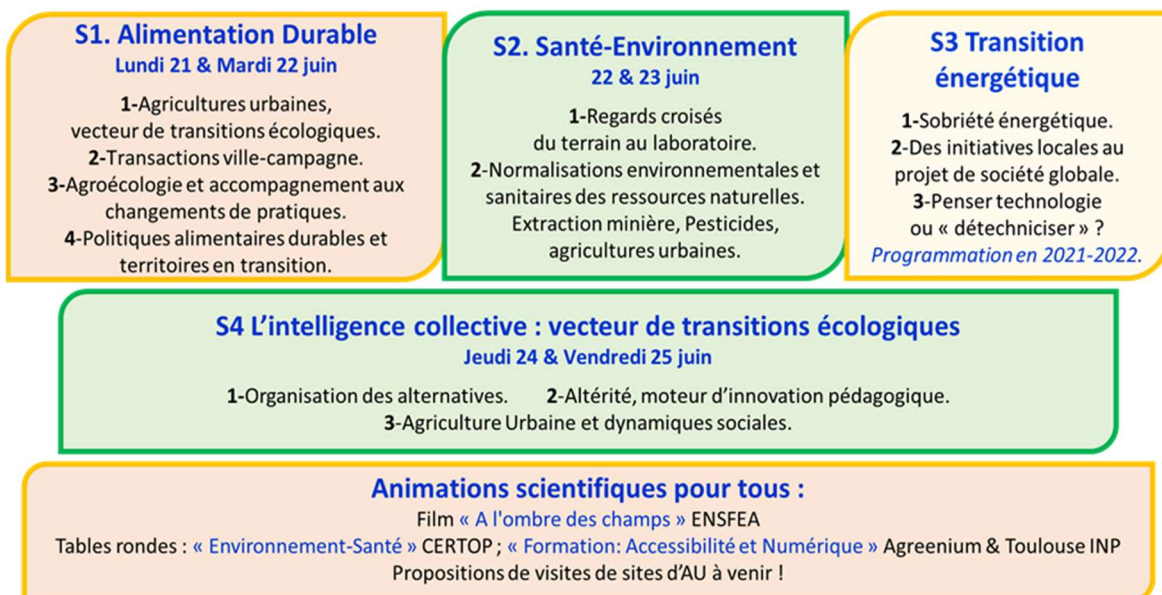 S1. Alimentation Durable
Lundi 21 & Mardi 22 juin
1-Agricultures urbaines,
vecteur de transitions écologiques.
2-Transactions ville-campagne.
3-Agroécologie et accompagnement aux
changements de pratiques.
4-Politiques alimentaires durables et
territoires en transition.
S2. Santé-Environnement
22 & 23 juin
1-Regards croisés
du terrain au laboratoire.
2-Normalisations environnementales et
sanitaires des ressources naturelles.
Extraction minière, Pesticides,
agricultures urbaines.
S3 Transition
énergétique
1-Sobriété énergétique.
2-Des initiatives locales au
projet de société globale.
3-Penser technologie
ou « détechniciser » ?
Programmation en 2021-2022.
S4 L'intelligence collective : vecteur de transitions écologiques
Jeudi 24 & Vendredi 25 juin
1-Organisation des alternatives. 2-Altérité, moteur d'innovation pédagogique.
3-Agriculture Urbaine et dynamiques sociales.
Animations scientifiques pour tous :
Film « A l'ombre des champs » ENSFEA
Tables rondes : « Environnement-Santé » CERTOP ; « Formation: Accessibilité et Numérique » Agreenium & Toulouse INP
Propositions de visites de sites d'AU à venir !